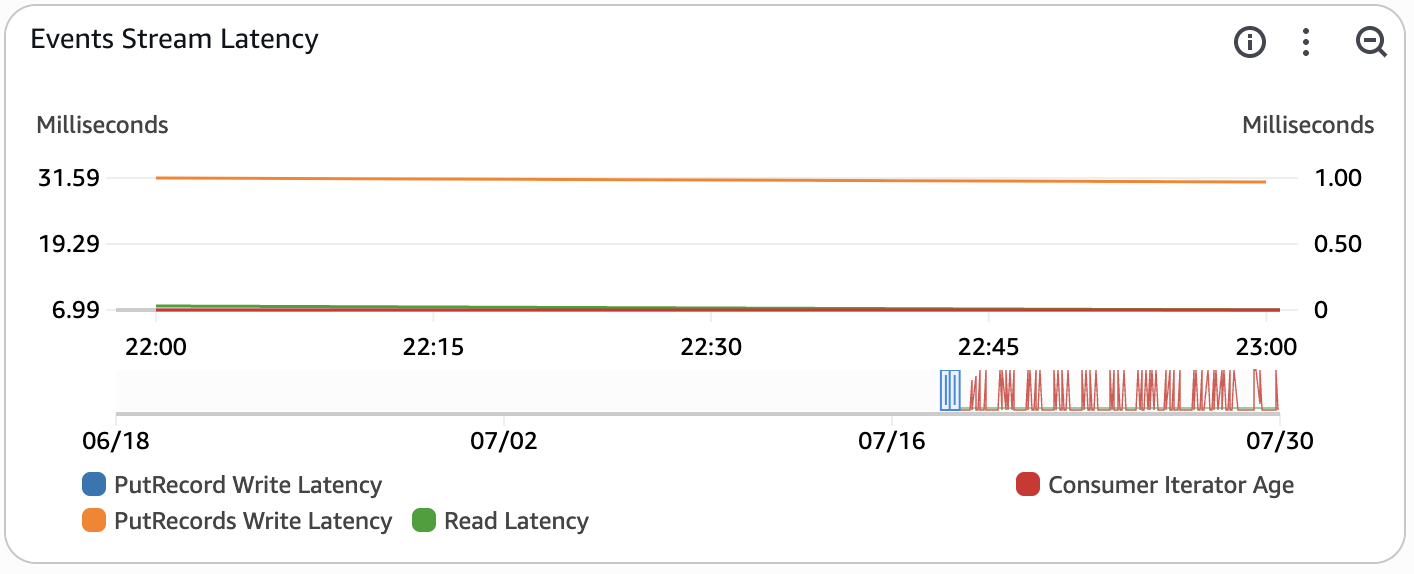 Events Stream Latency
Milliseconds Milliseconds
31.59 1.00
19.29 0.50
6.99 0
22:00 22:15 22:30 22:45 23:00
06/18 07/02 07/16 07/30
PutRecord Write Latency Consumer Iterator Age
PutRecords Write Latency Read Latency